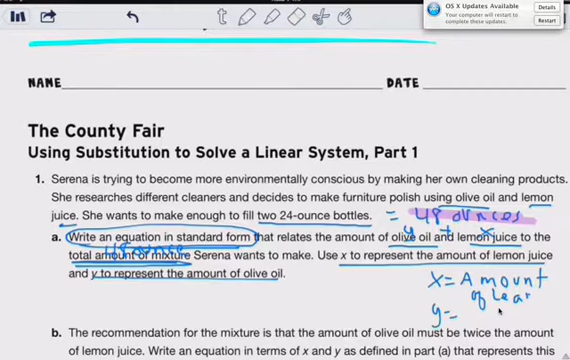 OS X Updates Available
Your computer will restart to complete these updates.
Details
Restart
NAME
DATE
The County Fair
Using Substitution to Solve a Linear System, Part 1
1. Serena is trying to become more environmentally conscious by making her own cleaning products.
She researches different cleaners and decides to make furniture polish using olive oil and lemon
juice. She wants to make enough to fill two 24-ounce bottles. = 48 ounces
y + x
a. Write an equation in standard form that relates the amount of olive oil and lemon juice to the
48 ounce
total amount of mixture Serena wants to make. Use x to represent the amount of lemon juice
and y to represent the amount of olive oil.
x = Amount
of Lear
y =
b. The recommendation for the mixture is that the amount of olive oil must be twice the amount
of lemon juice. Write an equation in terms of x and y as defined in part (a) that represents this